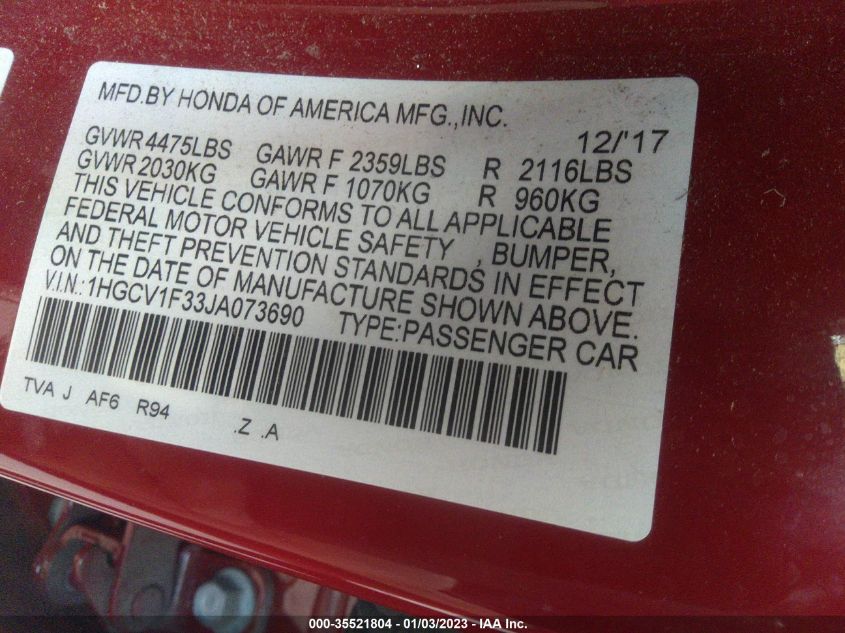 MFD.BY HONDA OF AMERICA MFG.,INC.
12/'17
GVWR 4475LBS GAWR F 2359LBS R 2116LBS
GVWR 2030KG GAWR F 1070KG R 960KG
THIS VEHICLE CONFORMS TO ALL APPLICABLE
FEDERAL MOTOR VEHICLE SAFETY , BUMPER,
AND THEFT PREVENTION STANDARDS IN EFFECT
ON THE DATE OF MANUFACTURE SHOWN ABOVE.
V.I.N.:1HGCV1F33JA073690 TYPE:PASSENGER CAR
TVA J AF6 R94
.Z .A
000-35521804 - 01/03/2023 - IAA Inc.